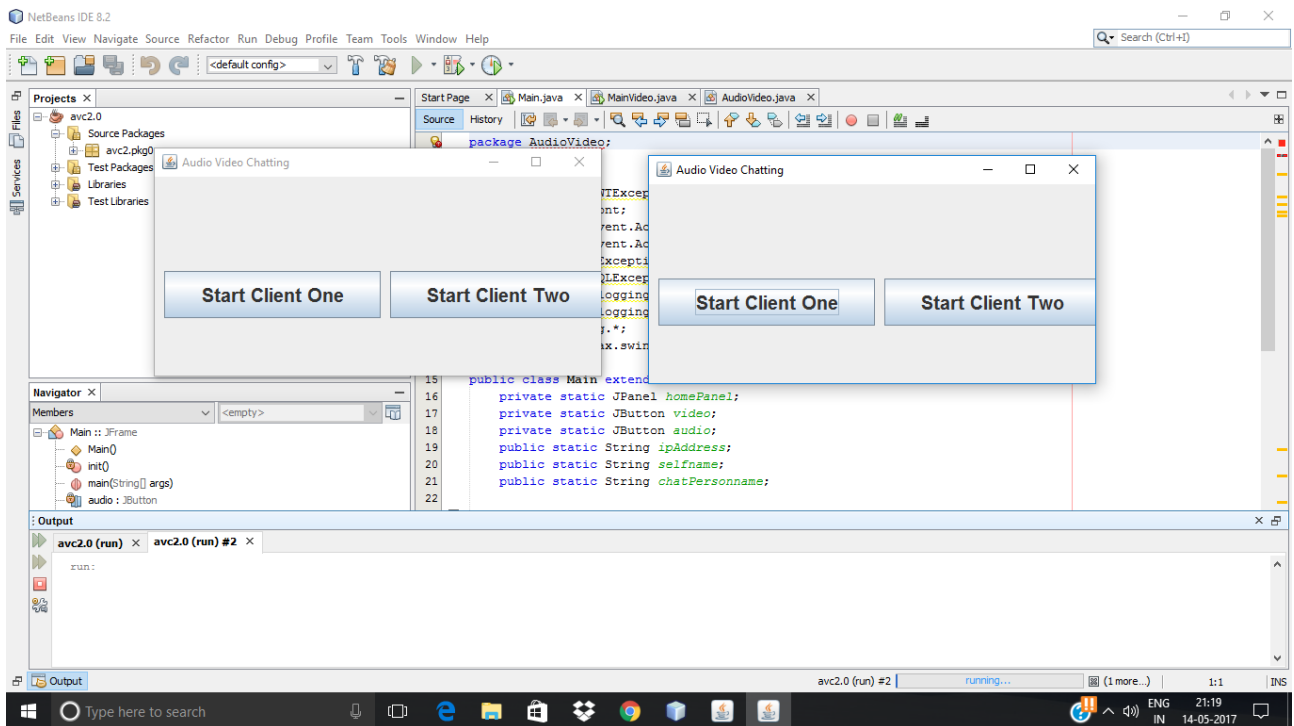 NetBeans IDE 8.2
File Edit View Navigate Source Refactor Run Debug Profile Team Tools Window Help
Search (Ctrl+I)
<default config>
Files
Services
Projects
avc2.0
Source Packages
avc2.pkg0
Test Packages
Libraries
Test Libraries
Start Page Main.java MainVideo.java AudioVideo.java
Source History
package AudioVideo;
Audio Video Chatting
Start Client One Start Client Two
Audio Video Chatting
Start Client One Start Client Two
ont;
.*;
15 public class Main extend
16 private static JPanel homePanel;
17 private static JButton video;
18 private static JButton audio;
19 public static String ipAddress;
20 public static String selfname;
21 public static String chatPersonname;
22
Navigator
Members <empty>
Main :: JFrame
Main()
init()
main(String[] args)
audio : JButton
Output
avc2.0 (run) avc2.0 (run) #2
run:
Output
avc2.0 (run) #2 running... (1 more...) 1:1 INS
Type here to search
ENG
IN
21:19
14-05-2017